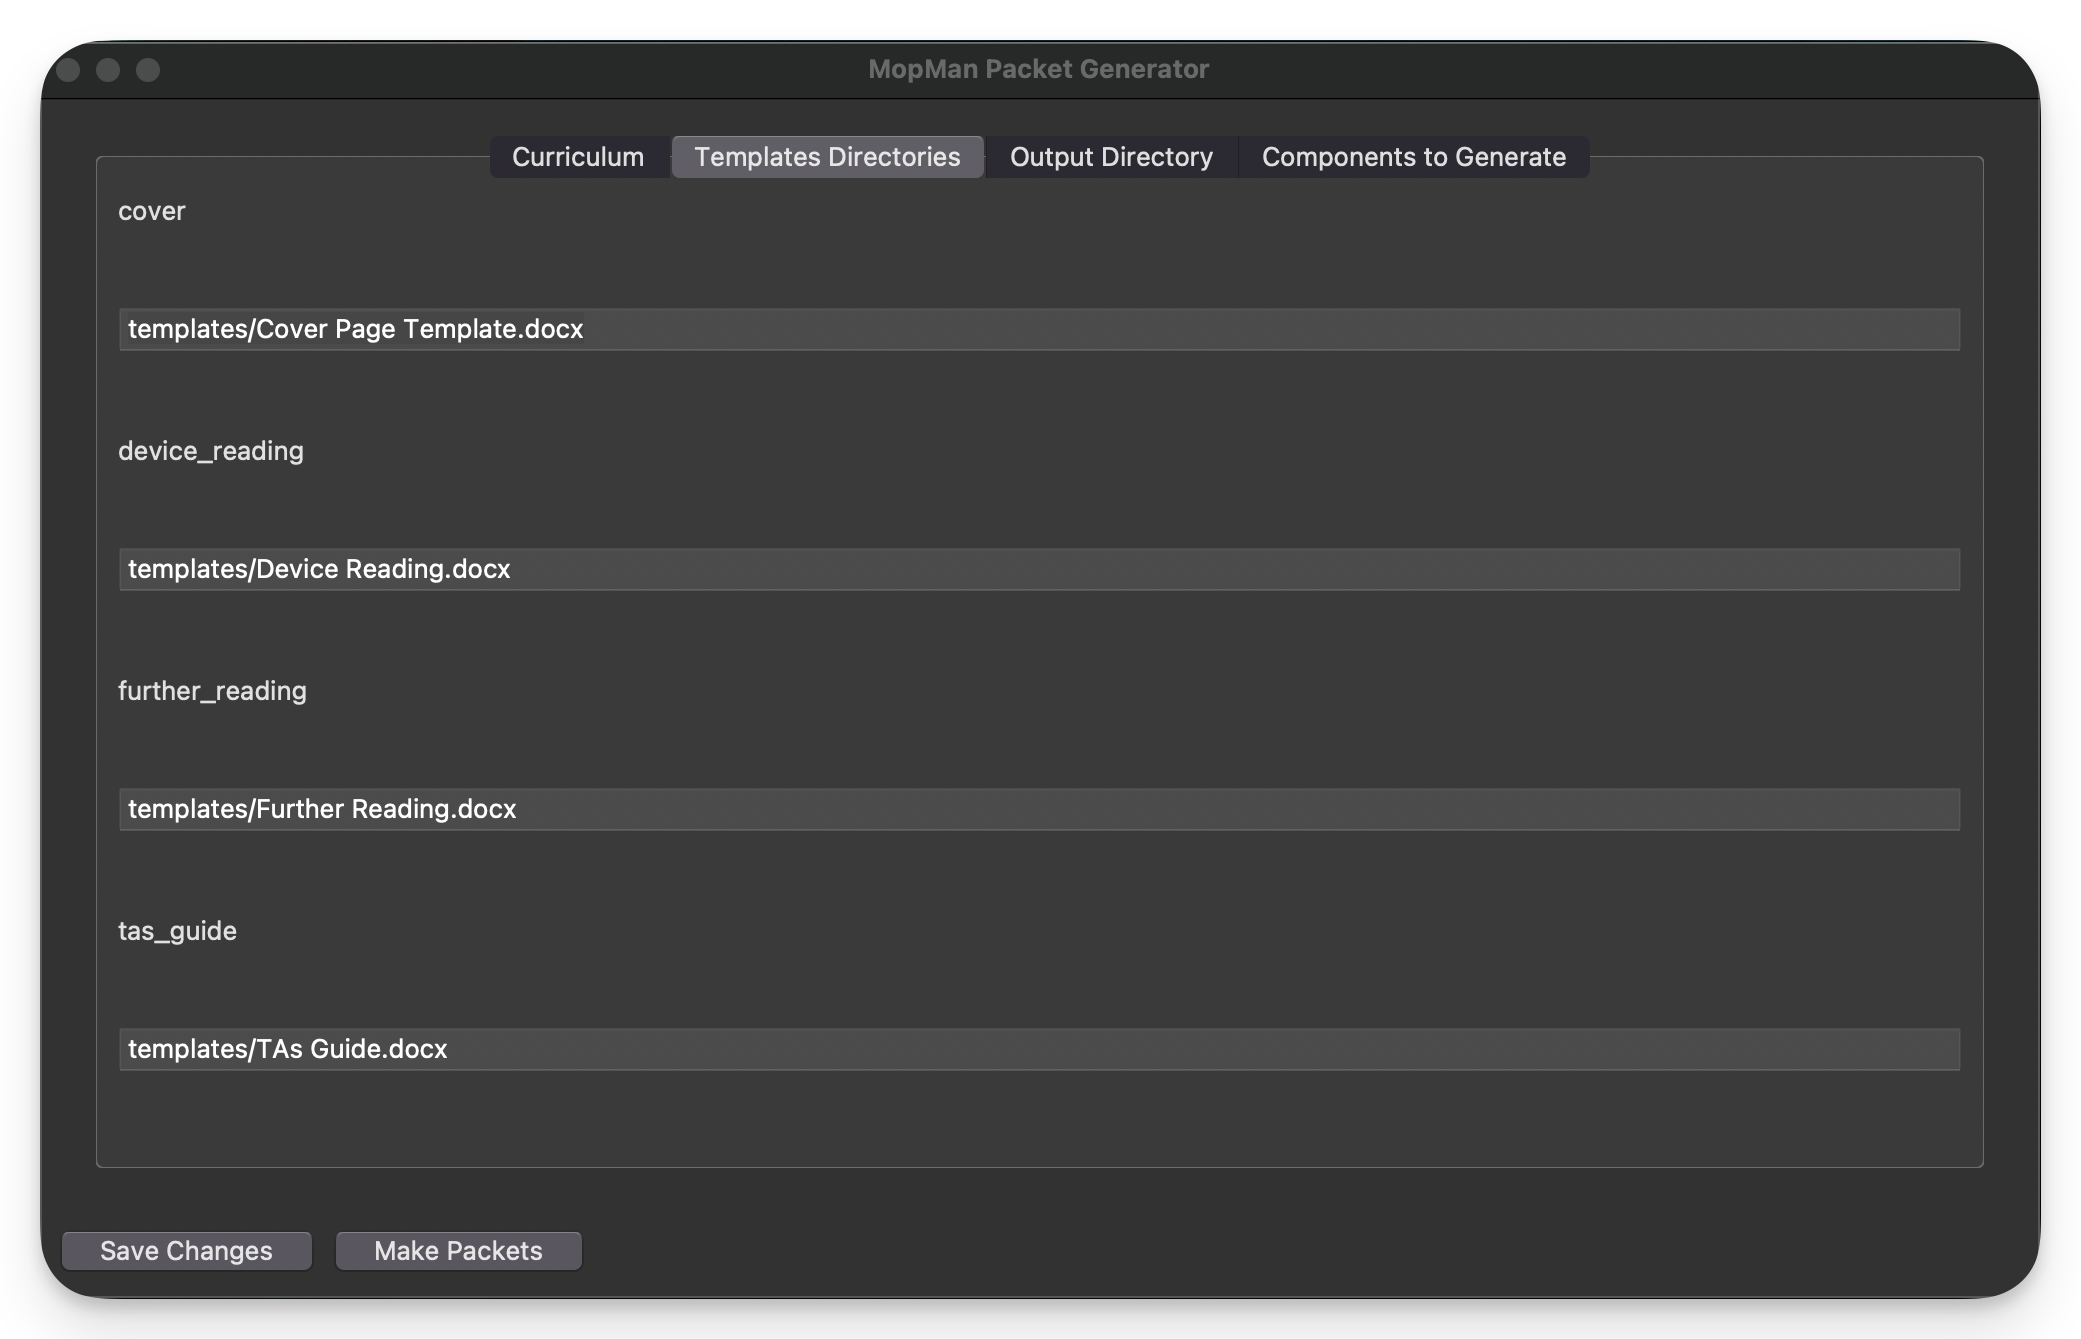 MopMan Packet Generator
Curriculum Templates Directories Output Directory Components to Generate
cover
templates/Cover Page Template.docx
device_reading
templates/Device Reading.docx
further_reading
templates/Further Reading.docx
tas_guide
templates/TAs Guide.docx
Save Changes Make Packets